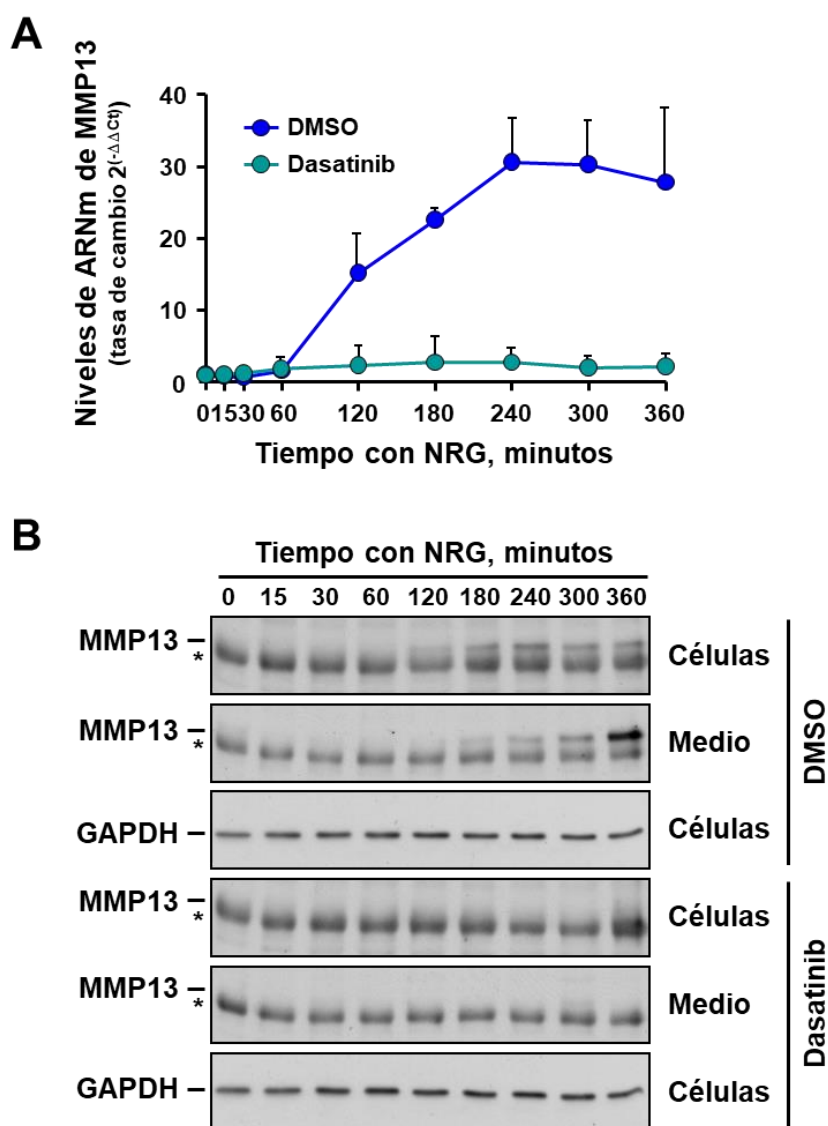 A
Niveles de ARNm de MMP13
(tasa de cambio 2(-ΔΔCt))
40
30
20
10
0
DMSO
Dasatinib
0 15 30 60 120 180 240 300 360
Tiempo con NRG, minutos
B
Tiempo con NRG, minutos
0 15 30 60 120 180 240 300 360
MMP13
*
Células
MMP13
*
Medio
GAPDH
Células
DMSO
MMP13
*
Células
MMP13
*
Medio
GAPDH
Células
Dasatinib